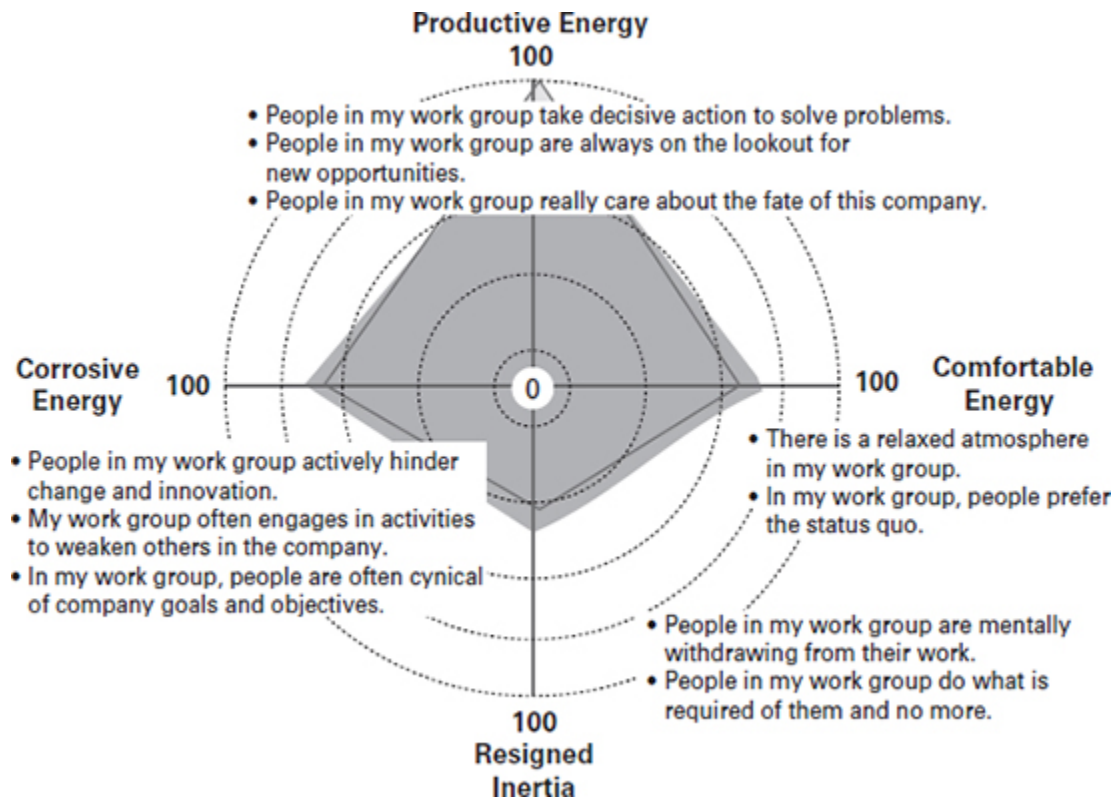 Productive Energy
100
• People in my work group take decisive action to solve problems.
• People in my work group are always on the lookout for
new opportunities.
• People in my work group really care about the fate of this company.
Corrosive
Energy
100
0
100
Comfortable
Energy
• There is a relaxed atmosphere
in my work group.
• In my work group, people prefer
the status quo.
• People in my work group actively hinder
change and innovation.
• My work group often engages in activities
to weaken others in the company.
• In my work group, people are often cynical
of company goals and objectives.
• People in my work group are mentally
withdrawing from their work.
• People in my work group do what is
required of them and no more.
100
Resigned
Inertia